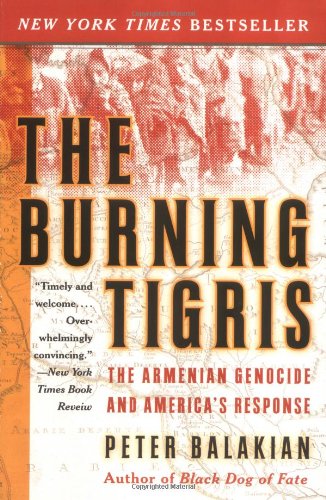 NEW YORK TIMES BESTSELLER
THE
BURNING
TIGRIS
"Timely and
welcome....
Over-
whelmingly
convincing."
—New York
Times Book
Reveiw
THE ARMENIAN GENOCIDE
AND AMERICA'S RESPONSE
PETER BALAKIAN
Author of Black Dog of Fate